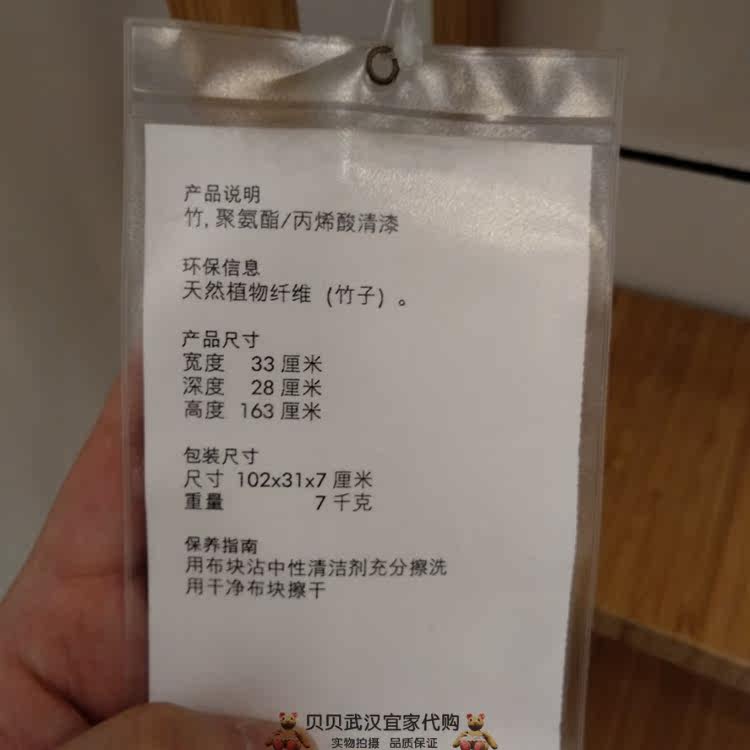 产品说明
竹, 聚氨酯/丙烯酸清漆
环保信息
天然植物纤维 (竹子) 。
产品尺寸
宽度 33 厘米
深度 28 厘米
高度 163 厘米
包装尺寸
尺寸 102x31x7 厘米
重量 7 千克
保养指南
用布块沾中性清洁剂充分擦洗
用干净布块擦干
贝贝武汉宜家代购
实物拍摄 品质保证